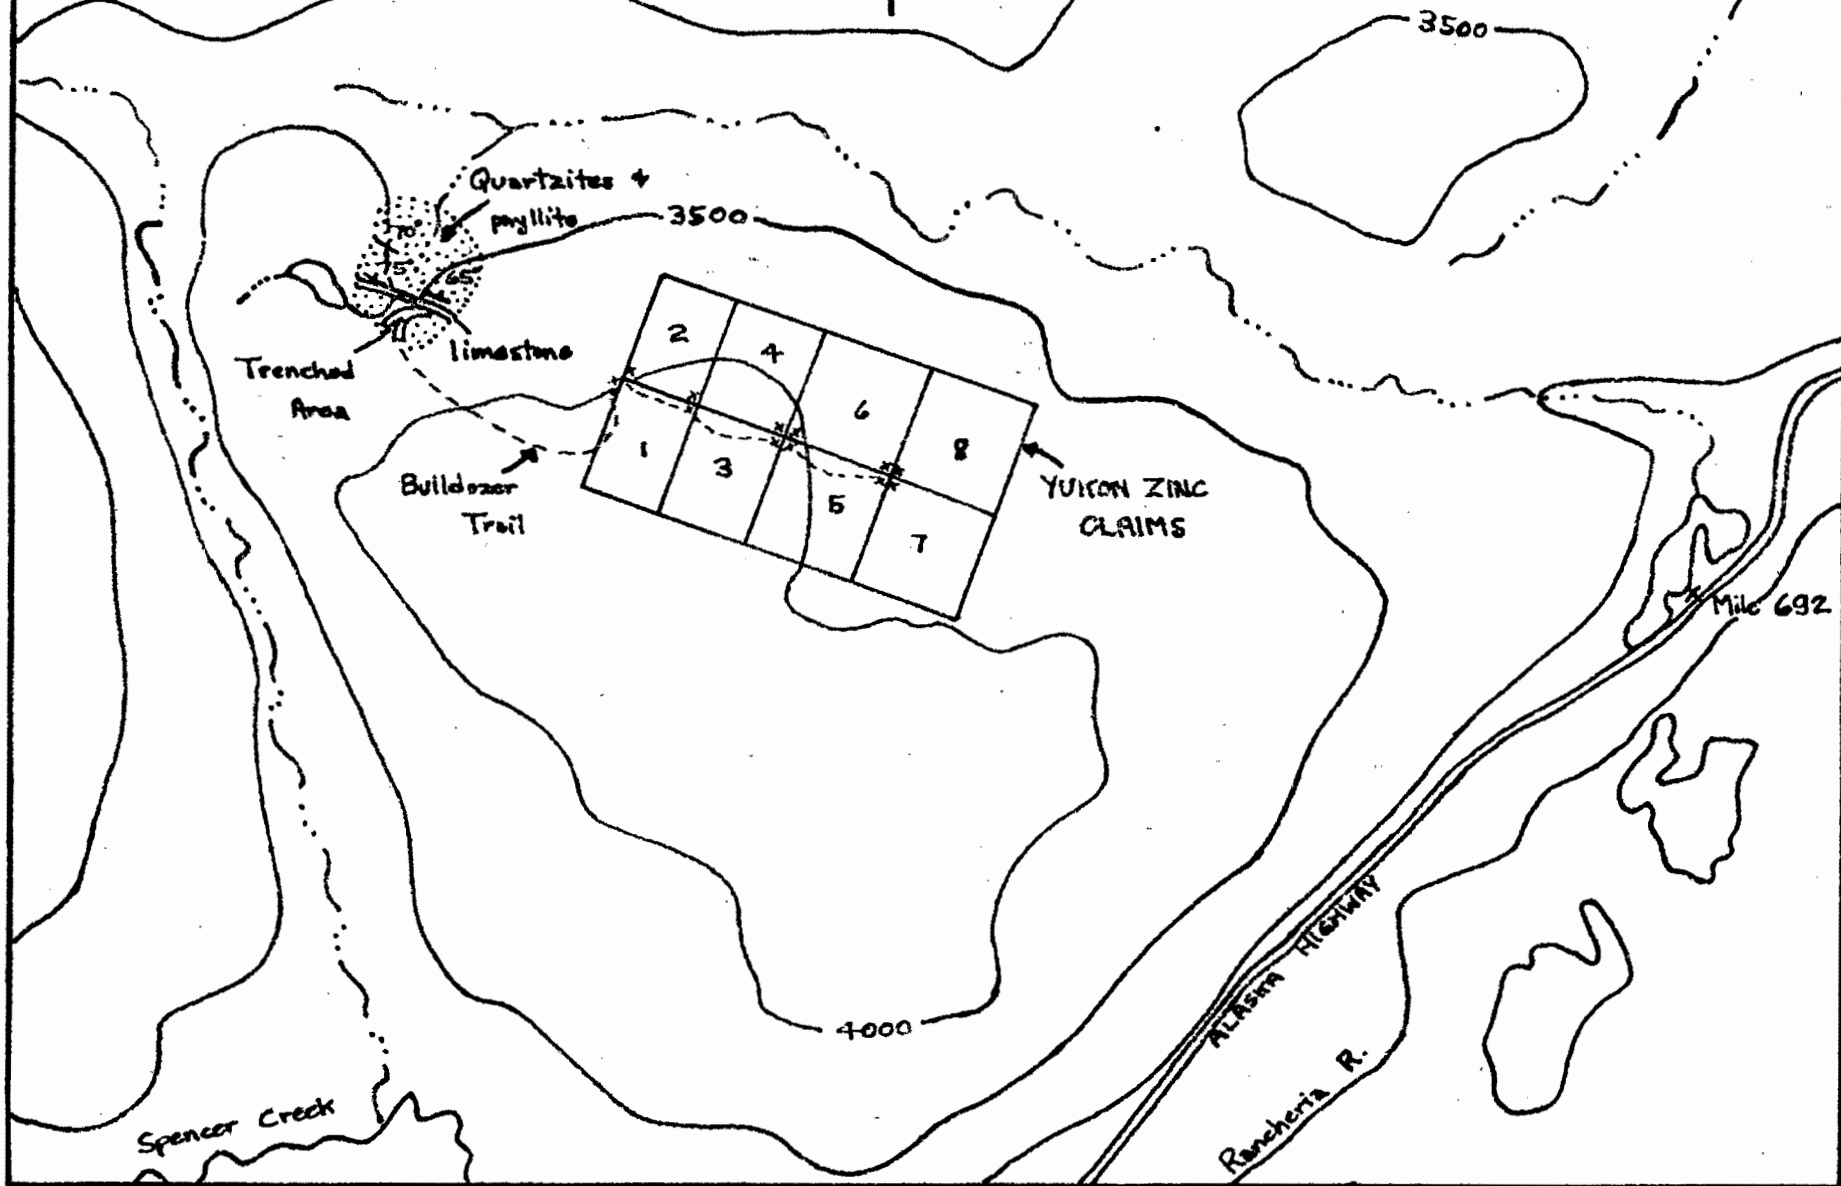 3500
Quartzites &
phyllite
3500
70°
65°
limestone
Trenched
Area
Bulldozer
Trail
2
4
6
8
1
3
5
7
YUKON ZINC
CLAIMS
Mile 692
4000
ALASKA HIGHWAY
Rancheria R.
Spencer Creek